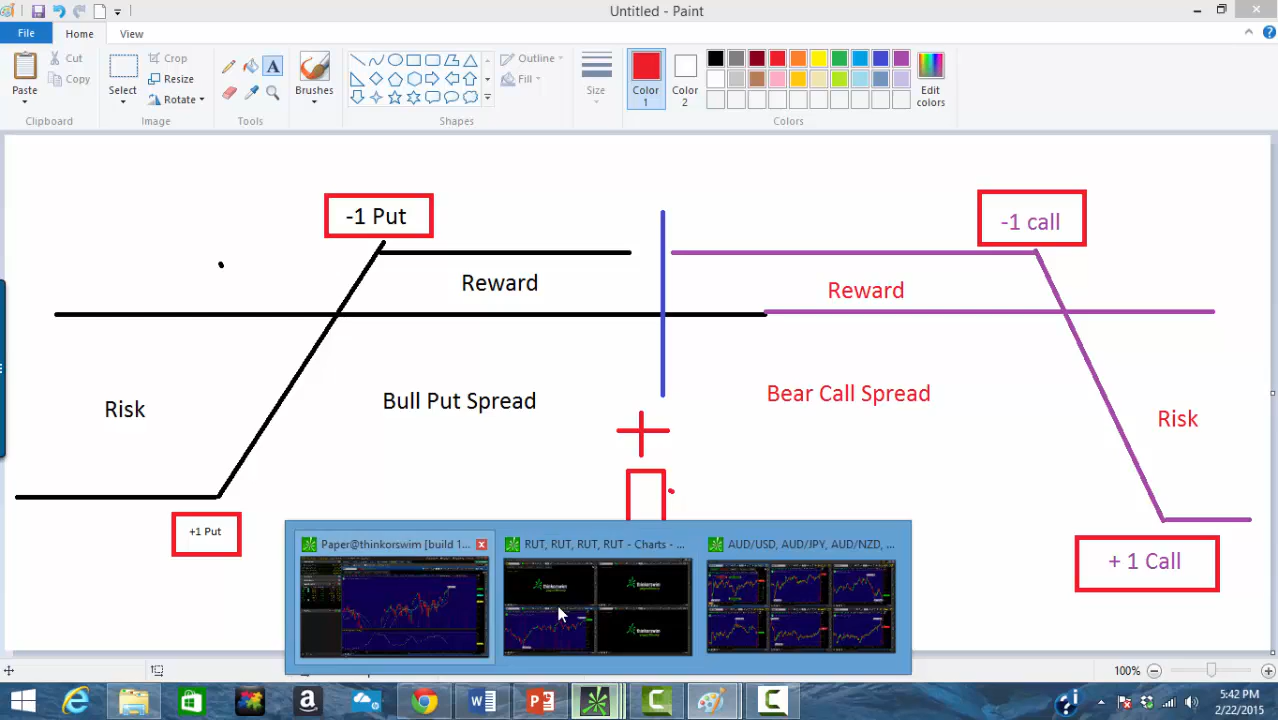 Untitled - Paint
File
Home
View
Paste
Cut
Copy
Clipboard
Select
Crop
Resize
Rotate
Image
Tools
Brushes
Outline
Fill
Shapes
Size
Color
1
Color
2
Edit
colors
Colors
-1 Put
-1 call
Reward
Reward
Bull Put Spread
Bear Call Spread
Risk
Risk
+1 Put
+ 1 Call
Paper@thinkorswim [build 1...
RUT, RUT, RUT, RUT - Charts - ...
AUD/USD, AUD/JPY, AUD/NZD, ...
thinkorswim
thinkorswim
thinkorswim
100%
5:42 PM
2/22/2015